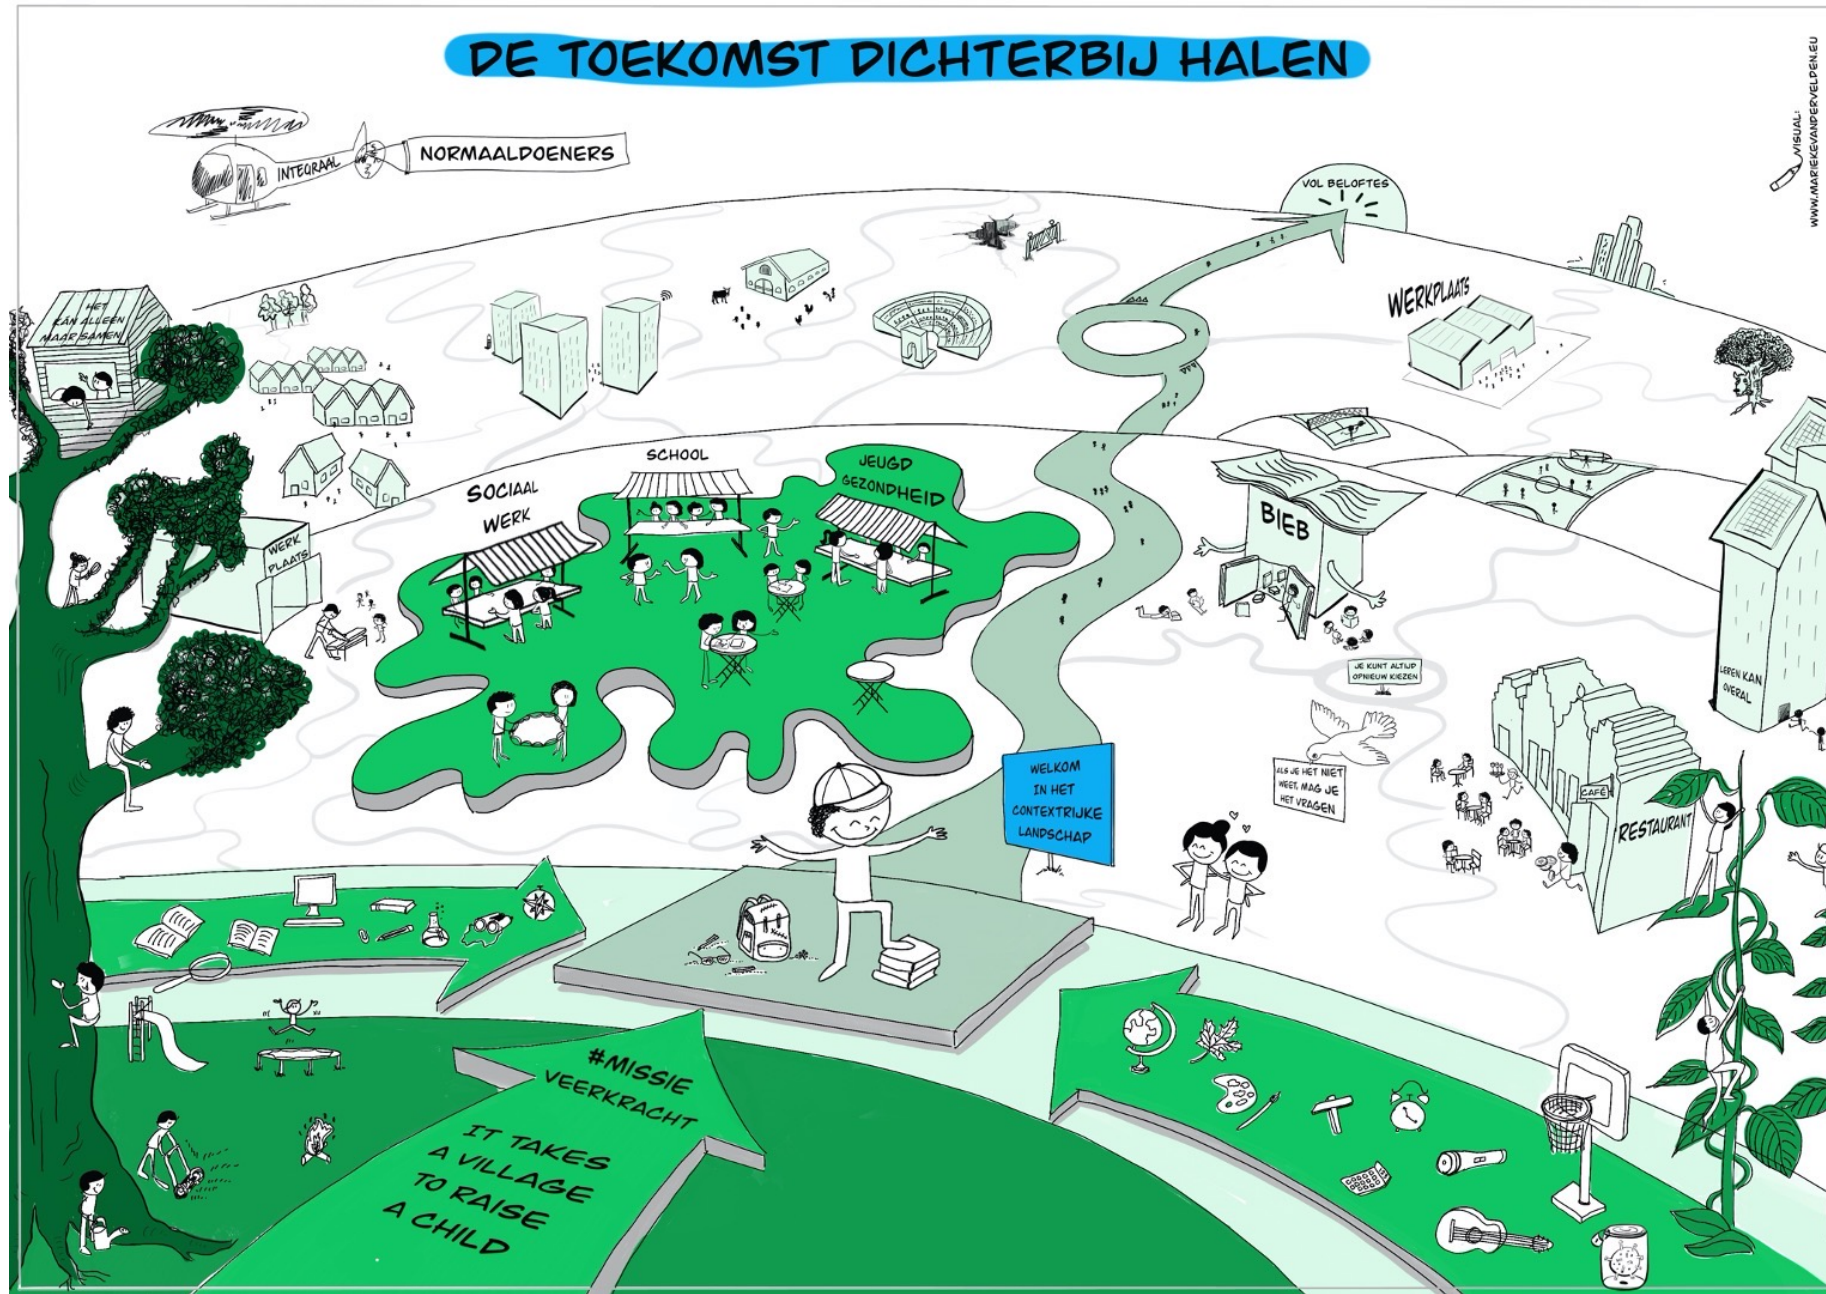 DE TOEKOMST DICHTERBIJ HALEN
VISUAL:
WWW.MARIEKEVANDERVELDEN.EU
INTEGRAAL
NORMAALDOENERS
VOL BELOFTES
HET
KAN ALLEEN
MAAR SAMEN
WERKPLAATS
SCHOOL
JEUGD
GEZONDHEID
SOCIAAL
WERK
BIEB
WERK
PLAATS
JE KUNT ALTIJD
OPNIEUW KIEZEN
LEREN KAN
OVERAL
WELKOM
IN HET
CONTEXTRIJKE
LANDSCHAP
ALS JE HET NIET
WEET, MAG JE
HET VRAGEN
CAFÉ
RESTAURANT
#MISSIE
VEERKRACHT
IT TAKES
A VILLAGE
TO RAISE
A CHILD